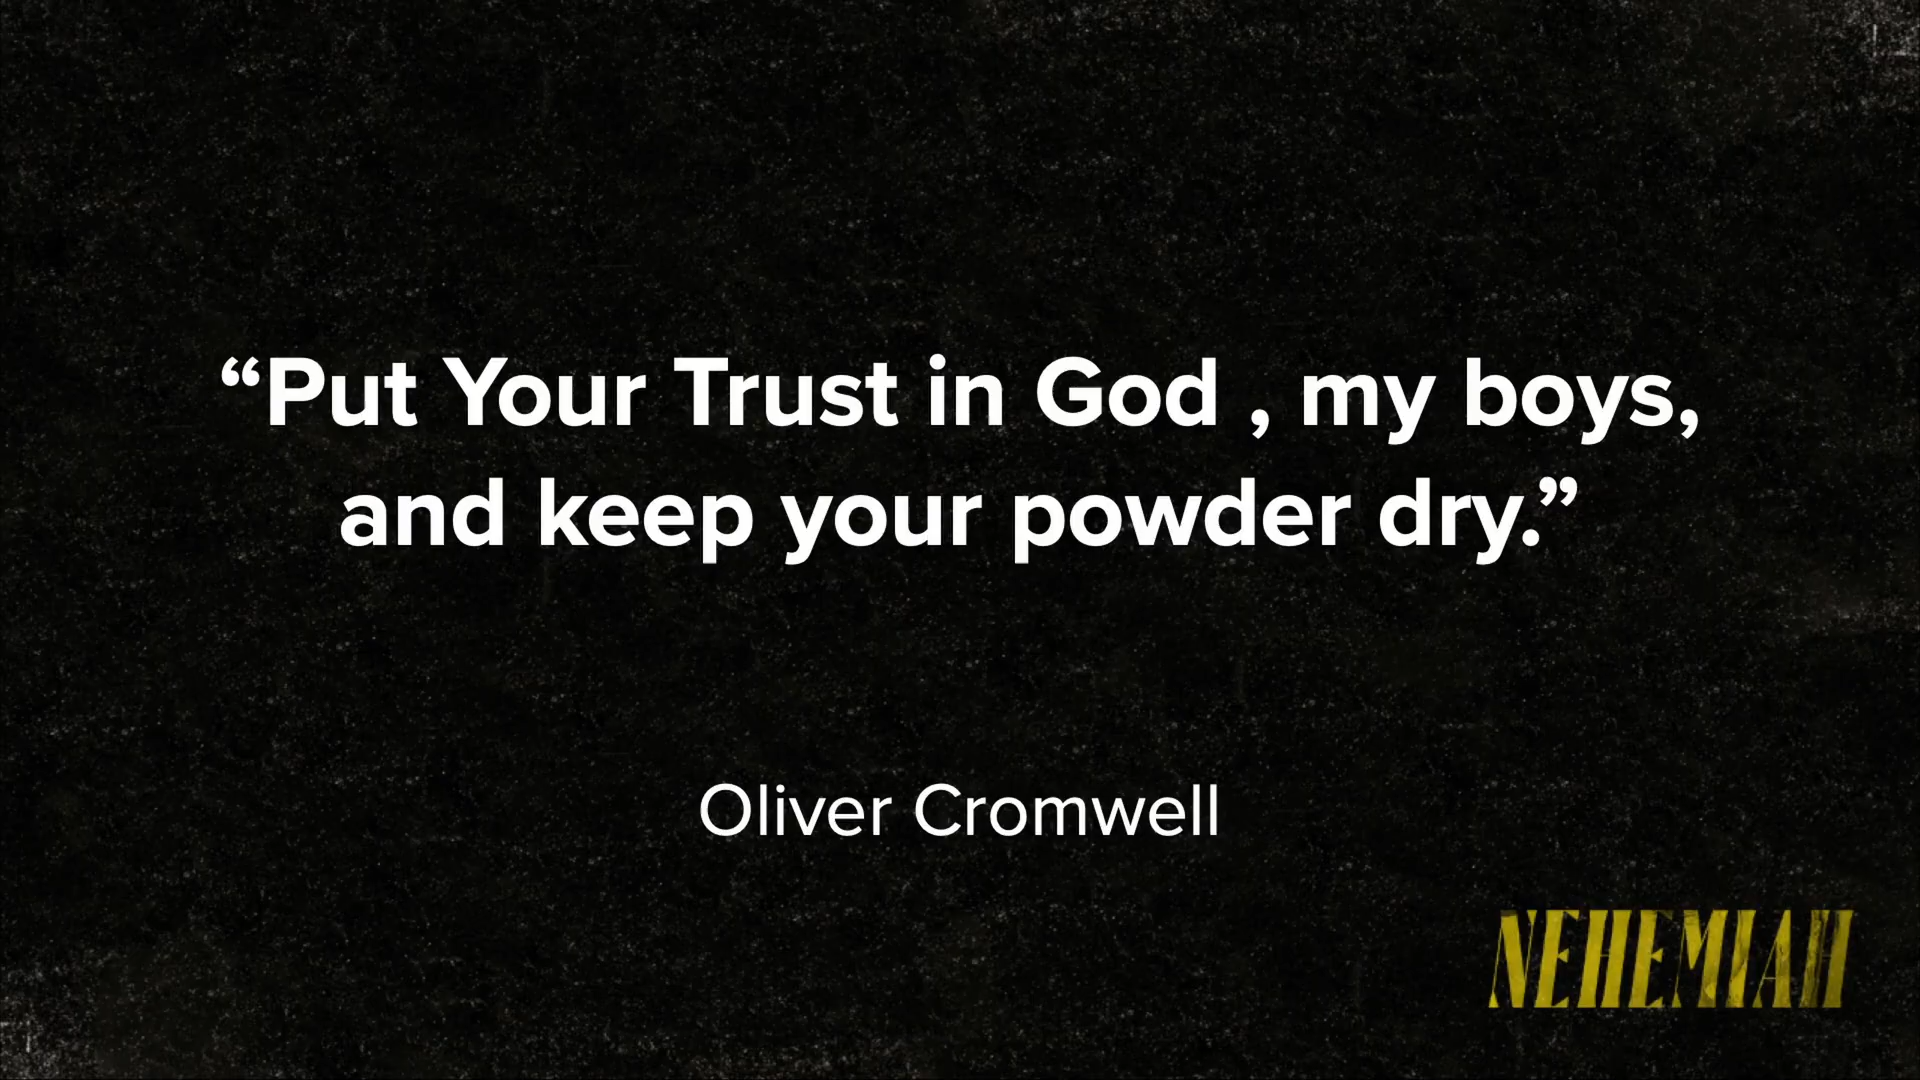 “Put Your Trust in God , my boys,
and keep your powder dry.”
Oliver Cromwell
NEHEMIAH